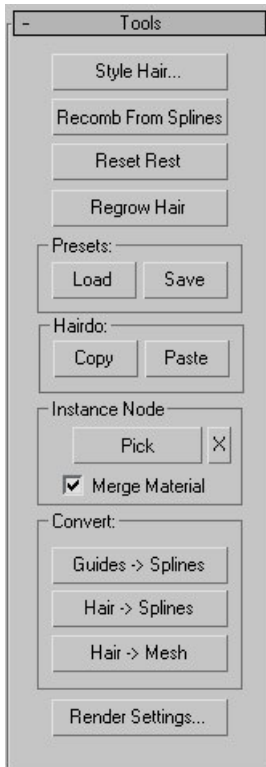 - Tools
Style Hair...
Recomb From Splines
Reset Rest
Regrow Hair
Presets:
Load Save
Hairdo:
Copy Paste
Instance Node
Pick X
Merge Material
Convert:
Guides -> Splines
Hair -> Splines
Hair -> Mesh
Render Settings...